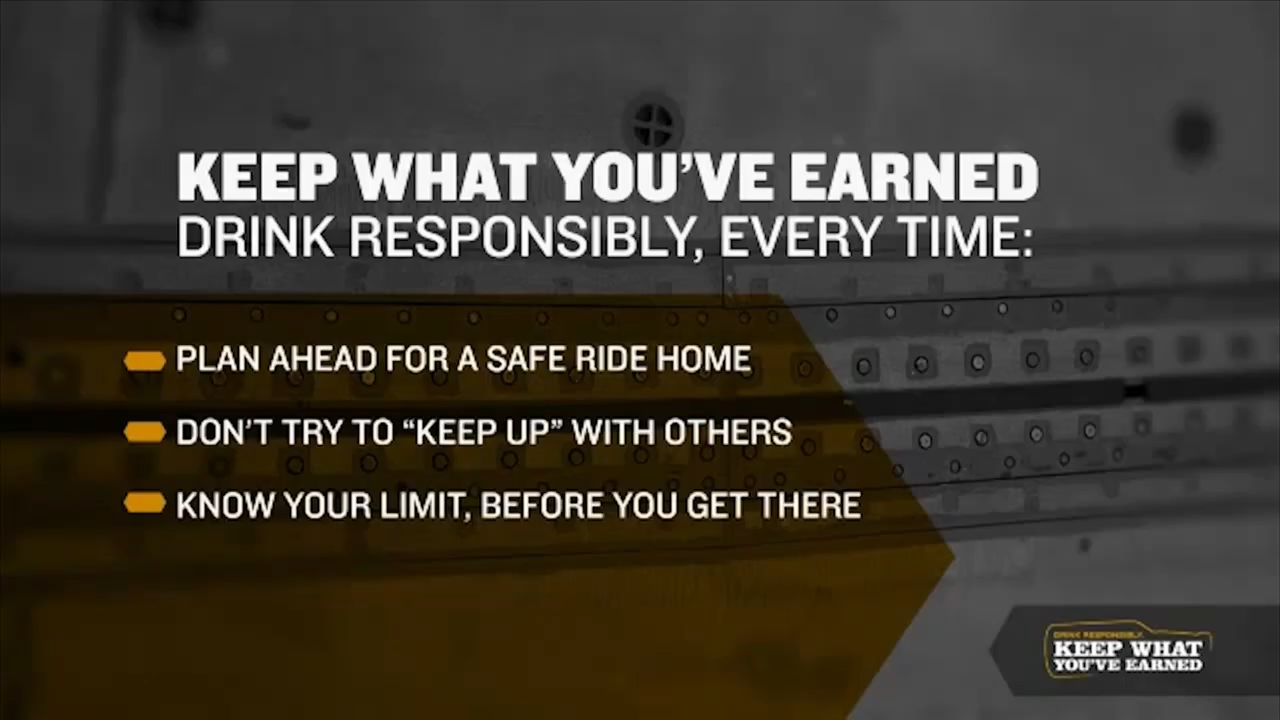 KEEP WHAT YOU'VE EARNED
DRINK RESPONSIBLY, EVERY TIME:
PLAN AHEAD FOR A SAFE RIDE HOME
DON'T TRY TO “KEEP UP” WITH OTHERS
KNOW YOUR LIMIT, BEFORE YOU GET THERE
DRINK RESPONSIBLY.
KEEP WHAT
YOU'VE EARNED